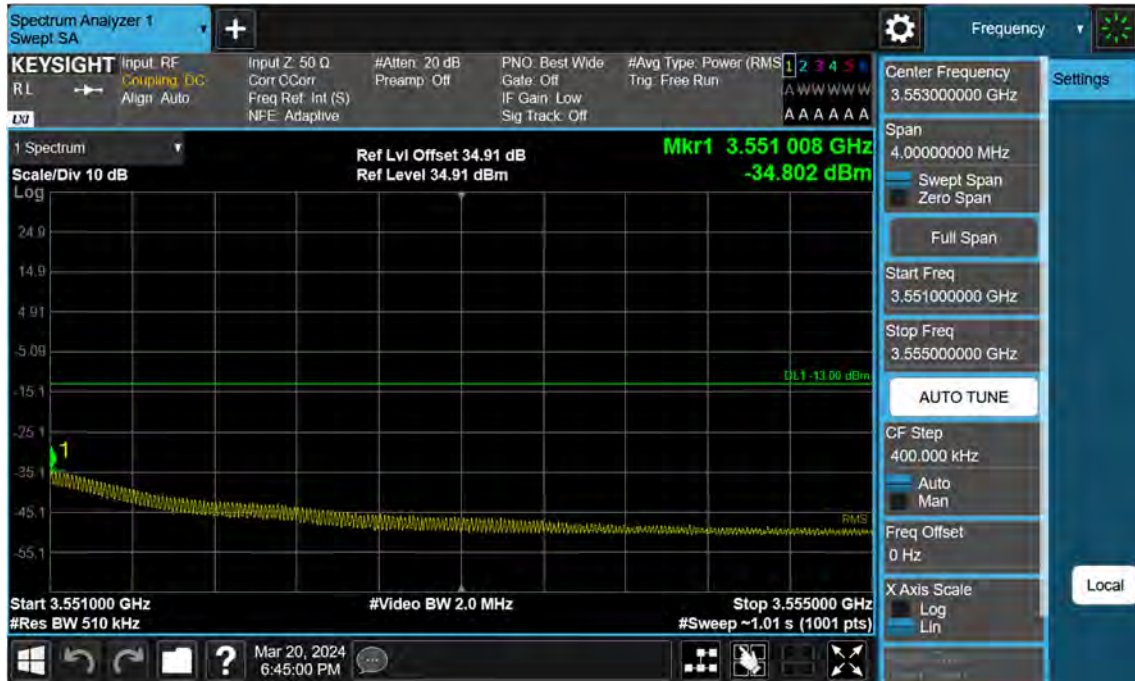 Spectrum Analyzer 1
Swept SA
+
Frequency
KEYSIGHT
RL
LXI
Input: RF
Coupling: DC
Align: Auto
Input Z: 50 Ω
Corr CCorr
Freq Ref: Int (S)
NFE: Adaptive
#Atten: 20 dB
Preamp: Off
PNO: Best Wide
Gate: Off
IF Gain: Low
Sig Track: Off
#Avg Type: Power (RMS
Trig: Free Run
1 2 3 4 5 6
A W W W W W
A A A A A A
1 Spectrum
Scale/Div 10 dB
Ref Lvl Offset 34.91 dB
Ref Level 34.91 dBm
Mkr1 3.551 008 GHz
-34.802 dBm
Log
24.9
14.9
4.91
-5.09
DL1 -13.00 dBm
-15.1
-25.1
1
-35.1
-45.1
RMS
-55.1
Start 3.551000 GHz
#Res BW 510 kHz
#Video BW 2.0 MHz
Stop 3.555000 GHz
#Sweep ~1.01 s (1001 pts)
Center Frequency
3.553000000 GHz
Span
4.00000000 MHz
Swept Span
Zero Span
Full Span
Start Freq
3.551000000 GHz
Stop Freq
3.555000000 GHz
AUTO TUNE
CF Step
400.000 kHz
Auto
Man
Freq Offset
0 Hz
X Axis Scale
Log
Lin
Settings
Local
?
Mar 20, 2024
6:45:00 PM